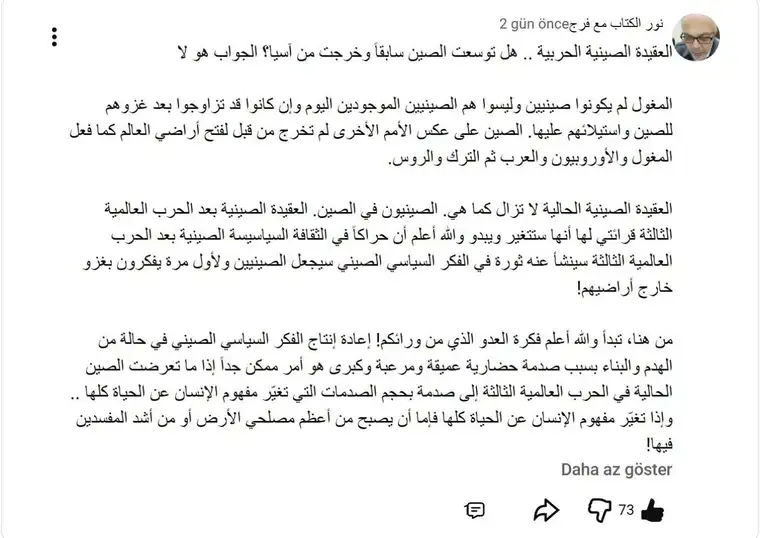 نور الكتاب مع فرج 2 gün önce
العقيدة الصينية الحربية .. هل توسعت الصين سابقاً وخرجت من آسيا؟ الجواب هو لا
المغول لم يكونوا صينيين وليسوا هم الصينيين الموجودين اليوم وإن كانوا قد تزاوجوا بعد غزوهم
للصين واستيلائهم عليها. الصين على عكس الأمم الأخرى لم تخرج من قبل لفتح أراضي العالم كما فعل
المغول والأوروبيون والعرب ثم الترك والروس.
العقيدة الصينية الحالية لا تزال كما هي. الصينيون في الصين. العقيدة الصينية بعد الحرب العالمية
الثالثة قرائتي لها أنها ستتغير ويبدو والله أعلم أن حراكاً في الثقافة السياسيسة الصينية بعد الحرب
العالمية الثالثة سينشأ عنه ثورة في الفكر السياسي الصيني سيجعل الصينيين ولأول مرة يفكرون بغزو
خارج أراضيهم!
من هنا، تبدأ والله أعلم فكرة العدو الذي من ورائكم! إعادة إنتاج الفكر السياسي الصيني في حالة من
الهدم والبناء بسبب صدمة حضارية عميقة ومرعبة وكبرى هو أمر ممكن جداً إذا ما تعرضت الصين
الحالية في الحرب العالمية الثالثة إلى صدمة بحجم الصدمات التي تغيّر مفهوم الإنسان عن الحياة كلها ..
وإذا تغيّر مفهوم الإنسان عن الحياة كلها فإما أن يصبح من أعظم مصلحي الأرض أو من أشد المفسدين
فيها!
Daha az göster
73